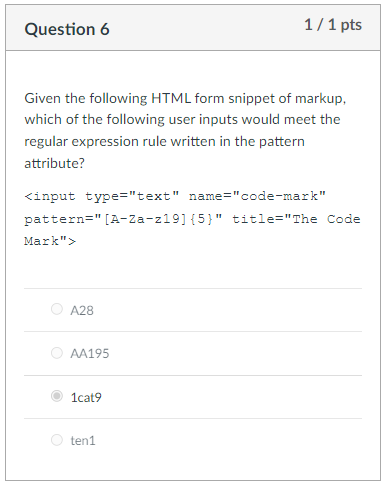 Question 6
1 / 1 pts
Given the following HTML form snippet of markup,
which of the following user inputs would meet the
regular expression rule written in the pattern
attribute?
<input type="text" name="code-mark"
pattern="[A-Za-z19]{5}" title="The Code
Mark">
A28
AA195
1cat9
ten1